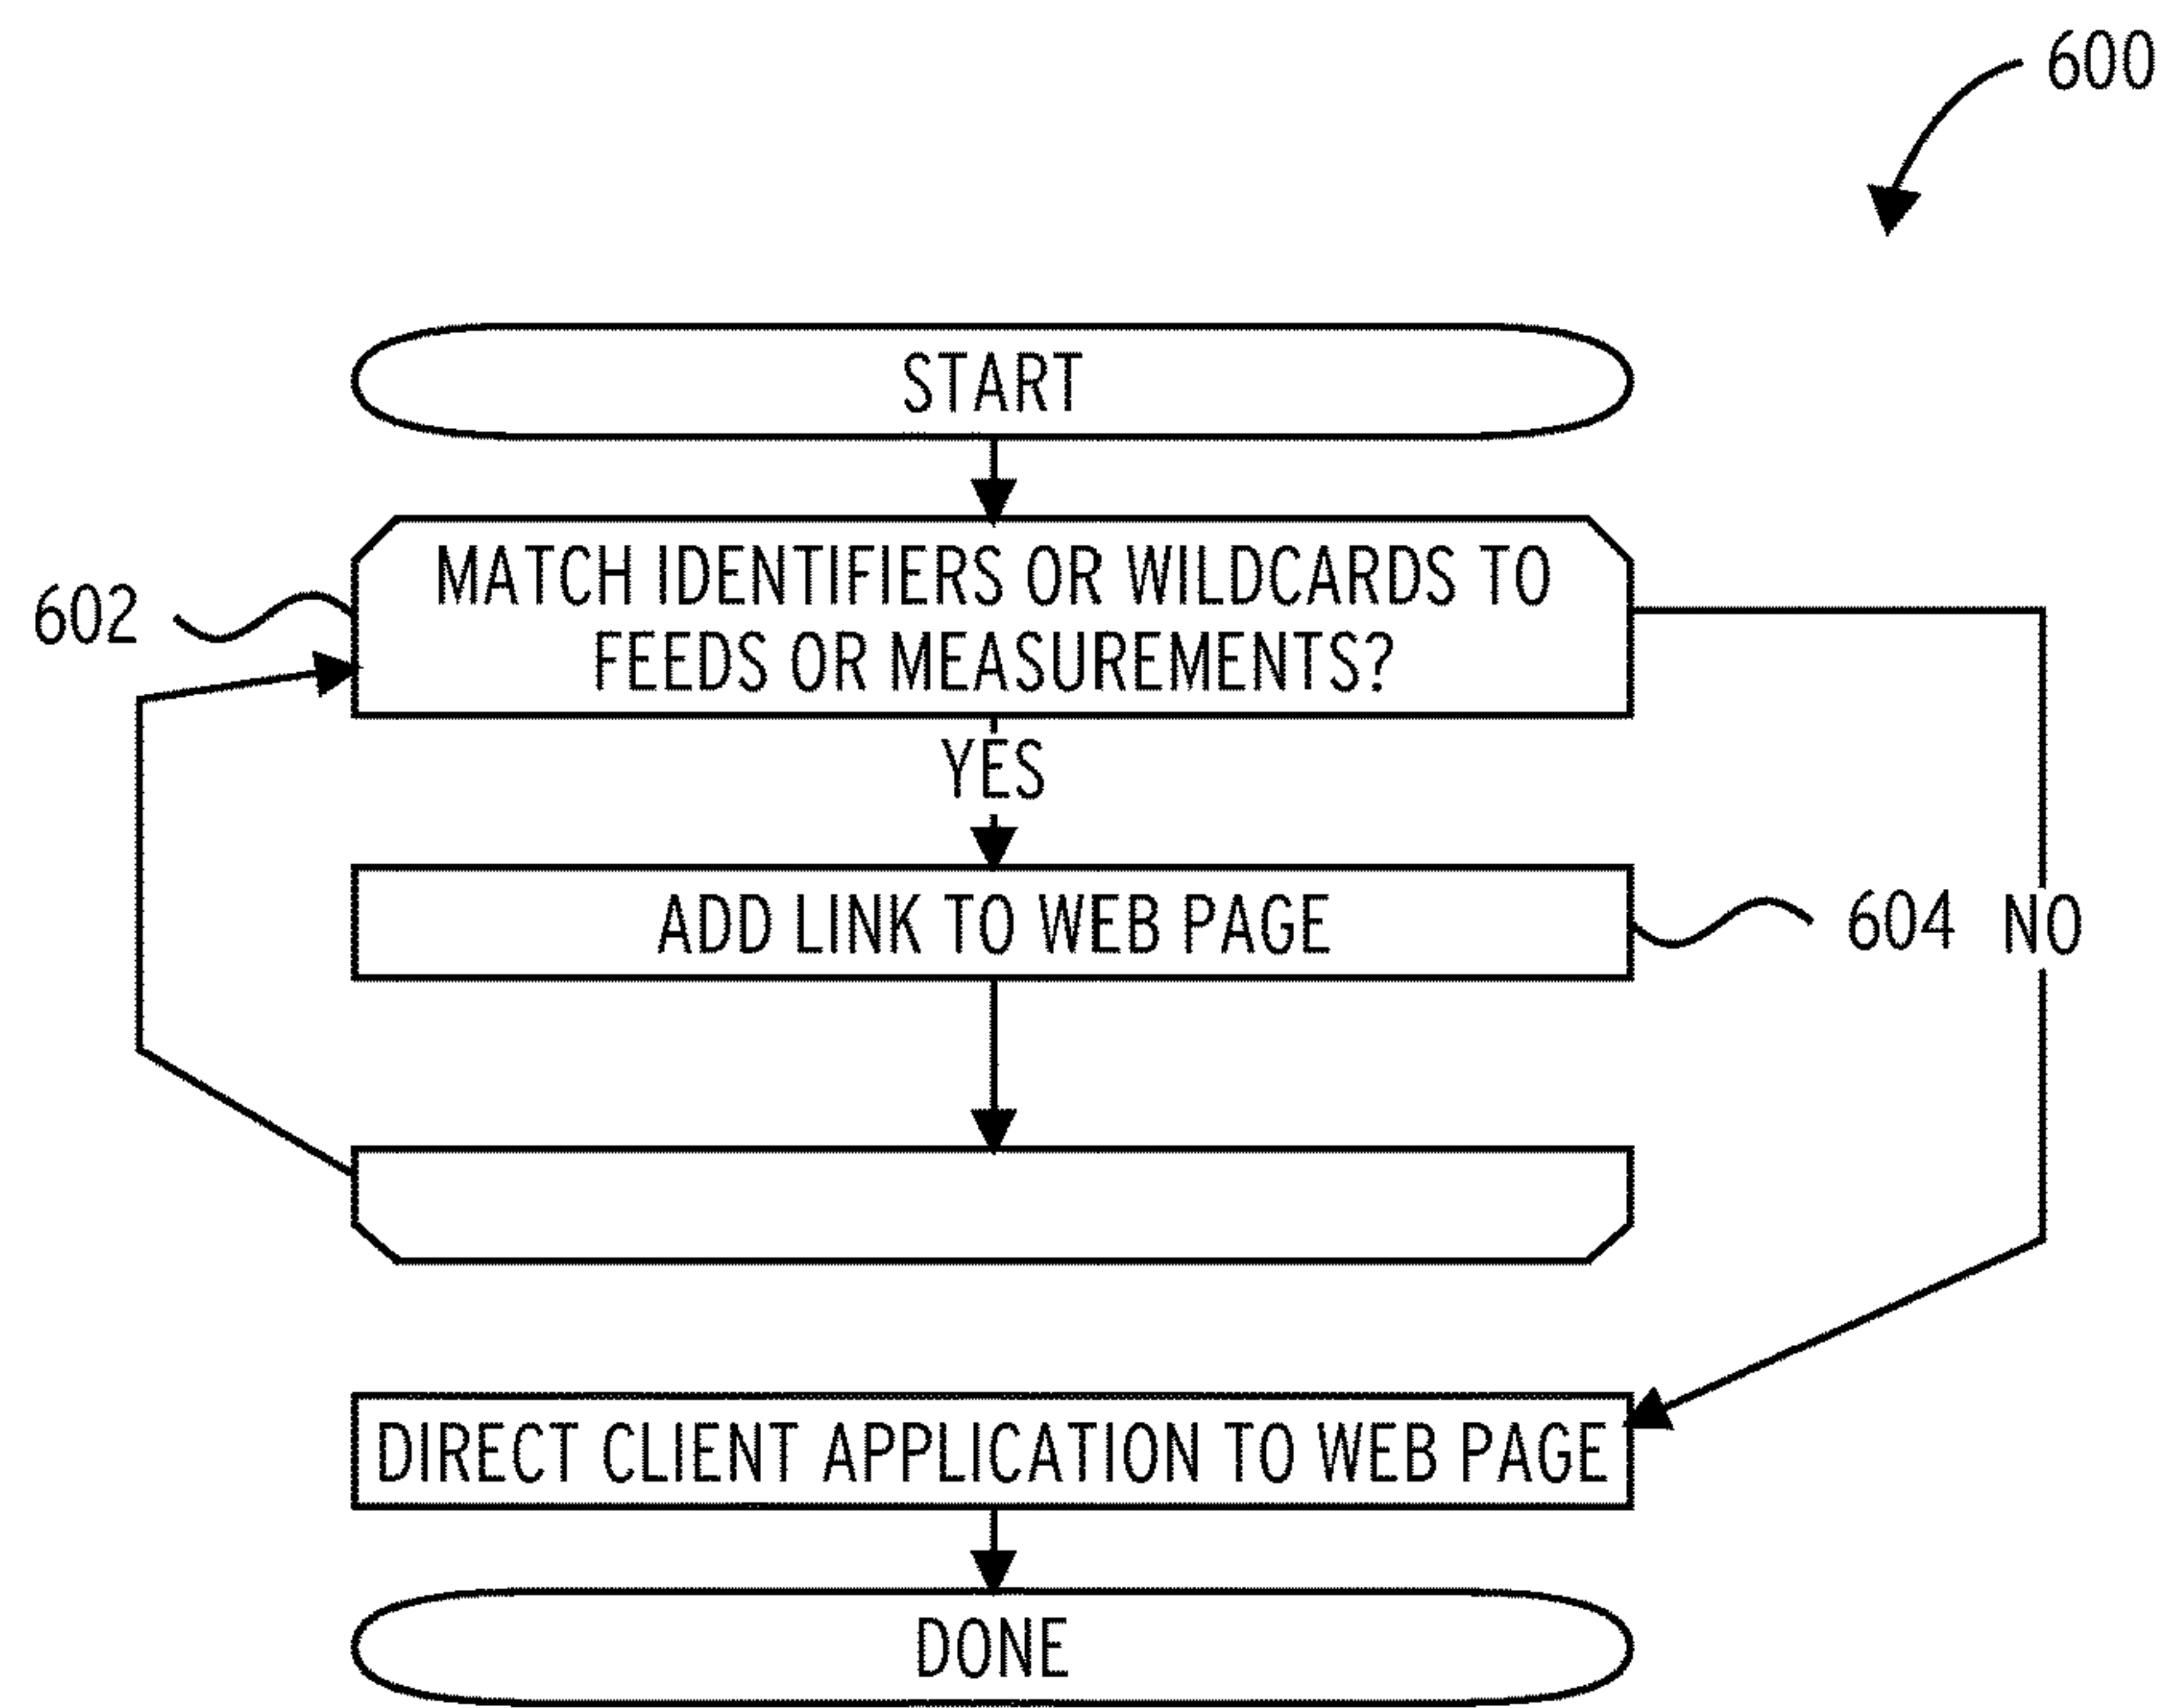 600
START
602
MATCH IDENTIFIERS OR WILDCARDS TO
FEEDS OR MEASUREMENTS?
YES
ADD LINK TO WEB PAGE
604
NO
DIRECT CLIENT APPLICATION TO WEB PAGE
DONE